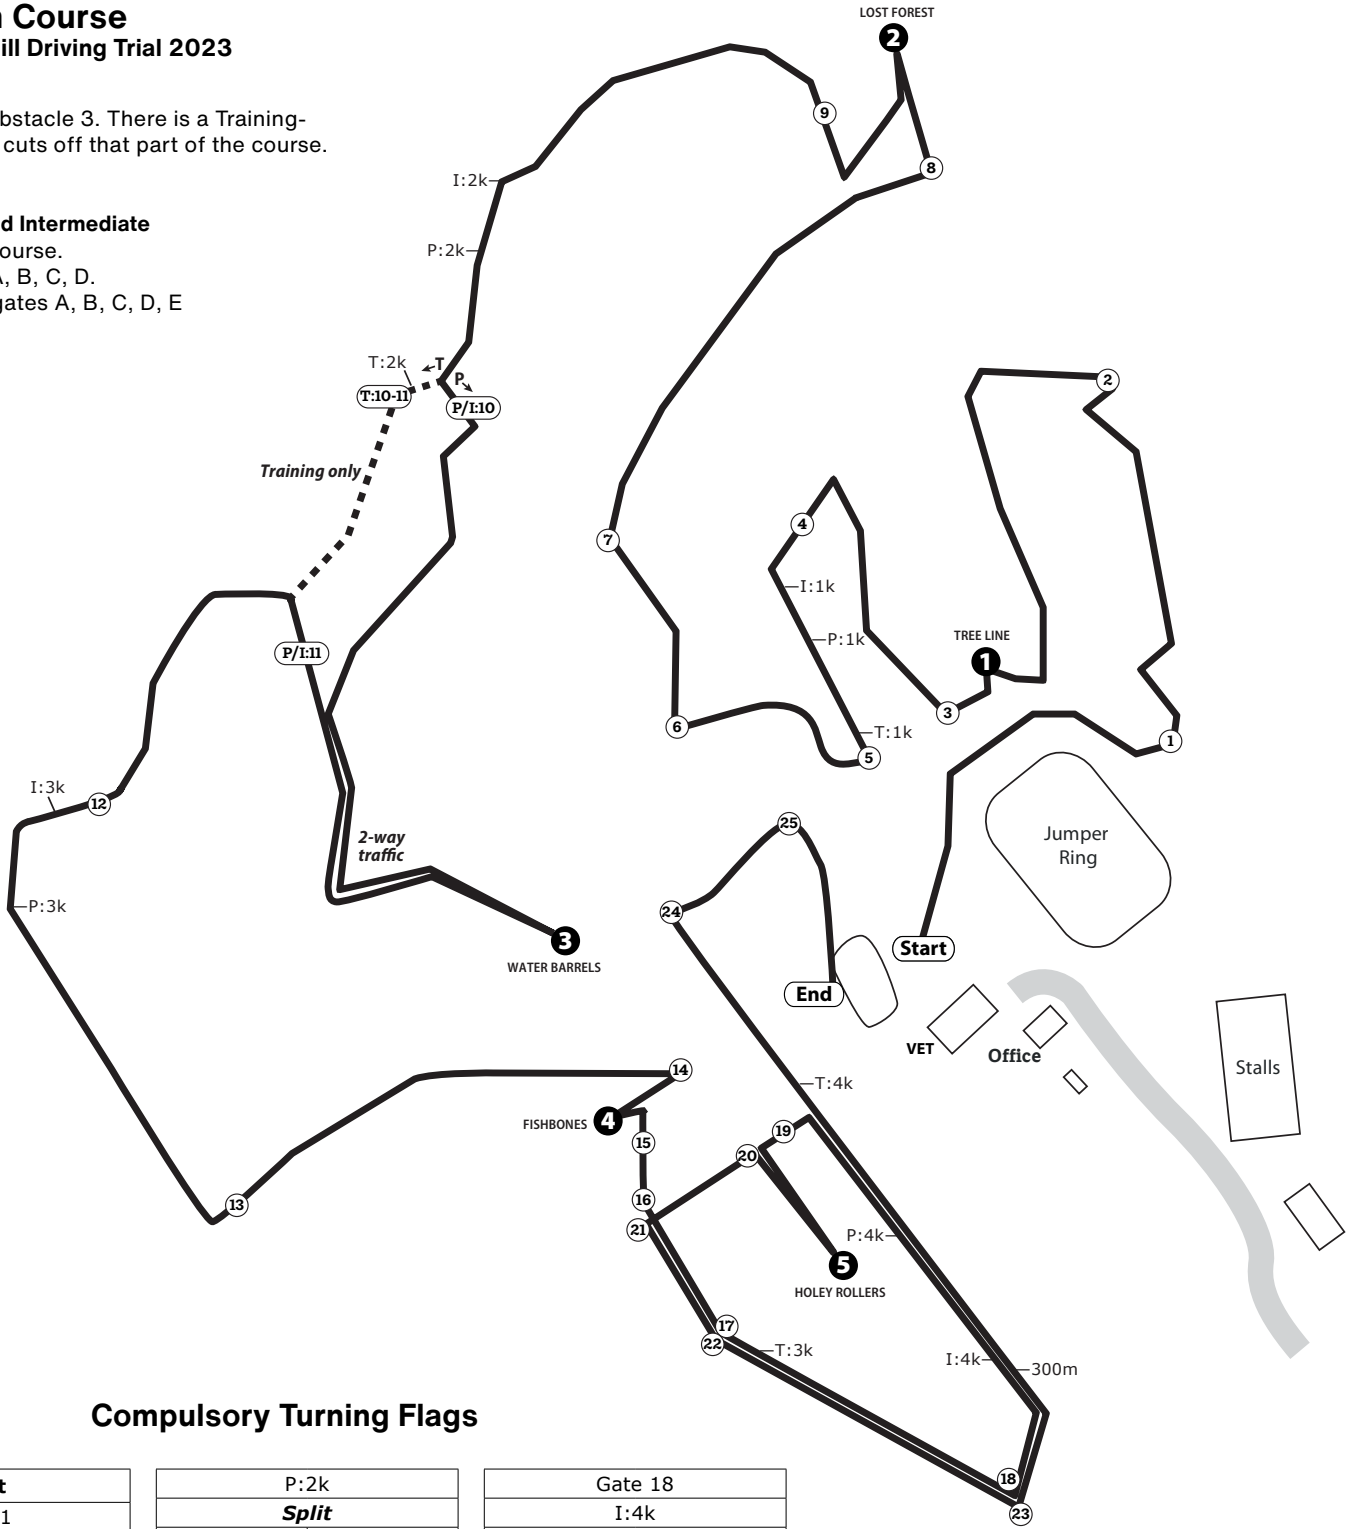 Course
ill Driving Trial 2023
bstacle 3. There is a Training-
cuts off that part of the course.
d Intermediate
ourse.
A, B, C, D.
gates A, B, C, D, E
LOST FOREST
2
9
8
I:2k
P:2k
T:2k
T
P
T:10-11
P/I:10
Training only
2
7
4
I:1k
P:1k
TREE LINE
1
P/I:11
3
6
T:1k
5
1
I:3k
12
25
2-way
traffic
Jumper
Ring
P:3k
24
3
WATER BARRELS
Start
End
VET
Office
Stalls
14
T:4k
FISHBONES
4
15
19
20
16
13
21
P:4k
5
HOLEY ROLLERS
17
22
T:3k
I:4k
300m
Compulsory Turning Flags
18
23
t
1
P:2k
Split
Gate 18
I:4k